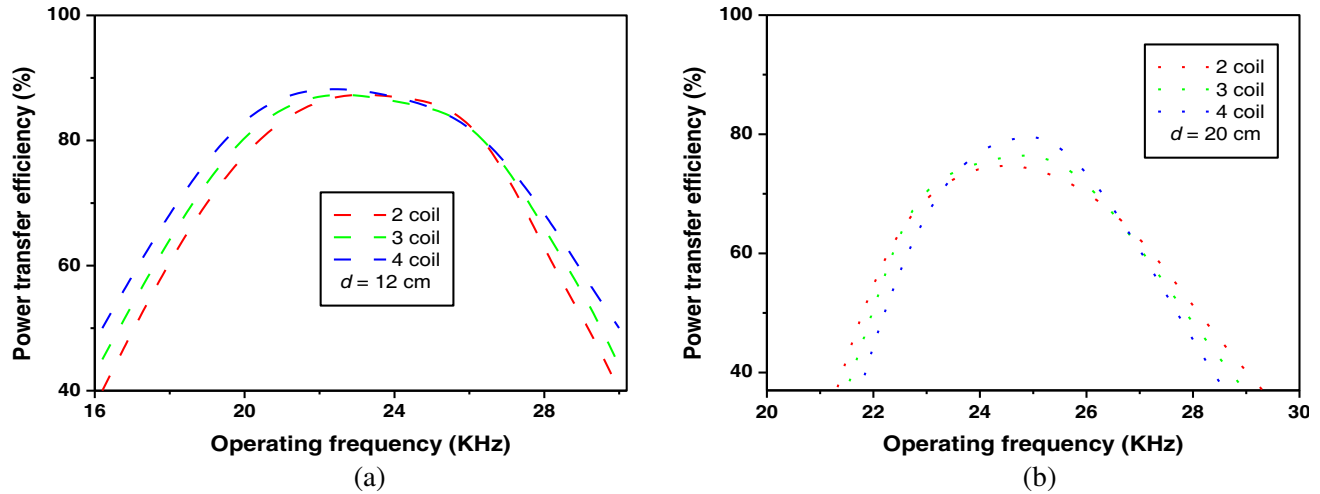 100
80
60
40
Power transfer efficiency (%)
2 coil
3 coil
4 coil
d = 12 cm
16 20 24 28
Operating frequency (KHz)
(a)
100
80
60
40
Power transfer efficiency (%)
2 coil
3 coil
4 coil
d = 20 cm
20 22 24 26 28 30
Operating frequency (KHz)
(b)